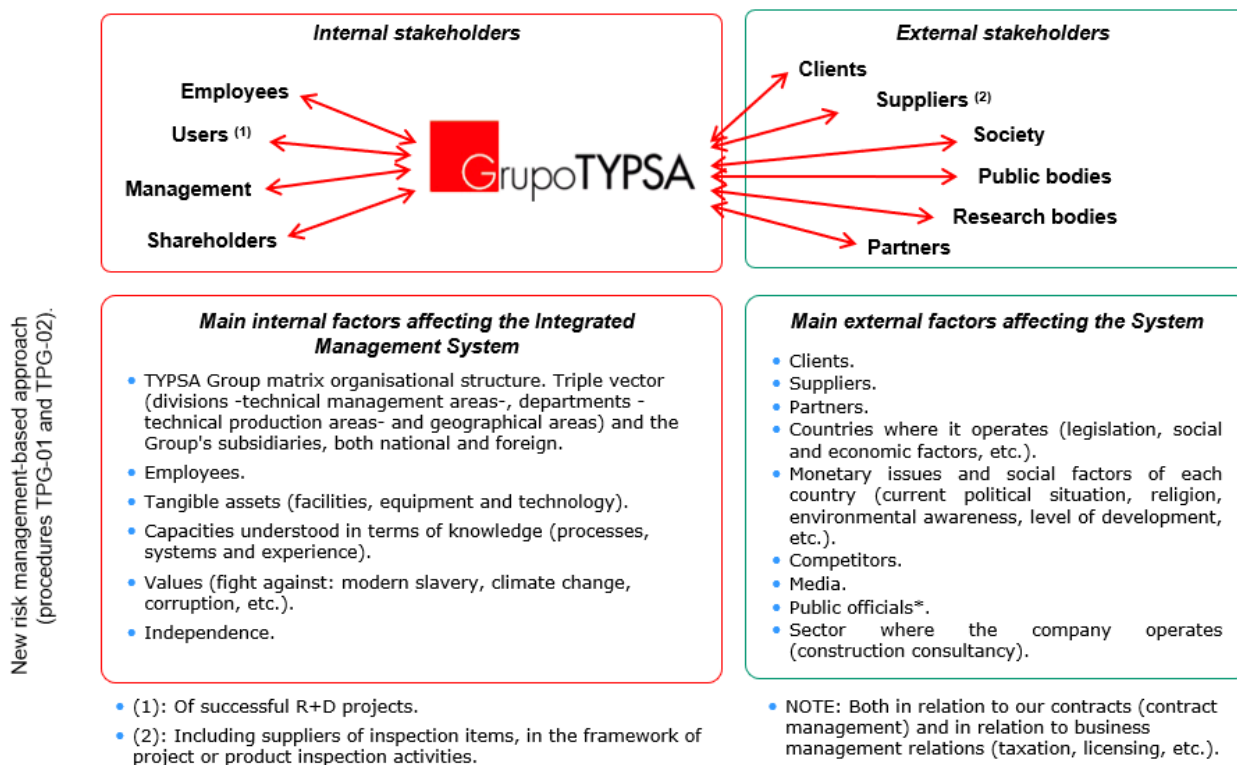 Internal stakeholders
Employees
Users (1)
Management
Shareholders
GrupoTYPSA
External stakeholders
Clients
Suppliers (2)
Society
Public bodies
Research bodies
Partners
New risk management-based approach
(procedures TPG-01 and TPG-02).
Main internal factors affecting the Integrated
Management System
• TYPSA Group matrix organisational structure. Triple vector
(divisions -technical management areas-, departments -
technical production areas- and geographical areas) and the
Group's subsidiaries, both national and foreign.
• Employees.
• Tangible assets (facilities, equipment and technology).
• Capacities understood in terms of knowledge (processes,
systems and experience).
• Values (fight against: modern slavery, climate change,
corruption, etc.).
• Independence.
Main external factors affecting the System
• Clients.
• Suppliers.
• Partners.
• Countries where it operates (legislation, social
and economic factors, etc.).
• Monetary issues and social factors of each
country (current political situation, religion,
environmental awareness, level of development,
etc.).
• Competitors.
• Media.
• Public officials*.
• Sector where the company operates
(construction consultancy).
• (1): Of successful R+D projects.
• (2): Including suppliers of inspection items, in the framework of
project or product inspection activities.
• NOTE: Both in relation to our contracts (contract
management) and in relation to business
management relations (taxation, licensing, etc.).